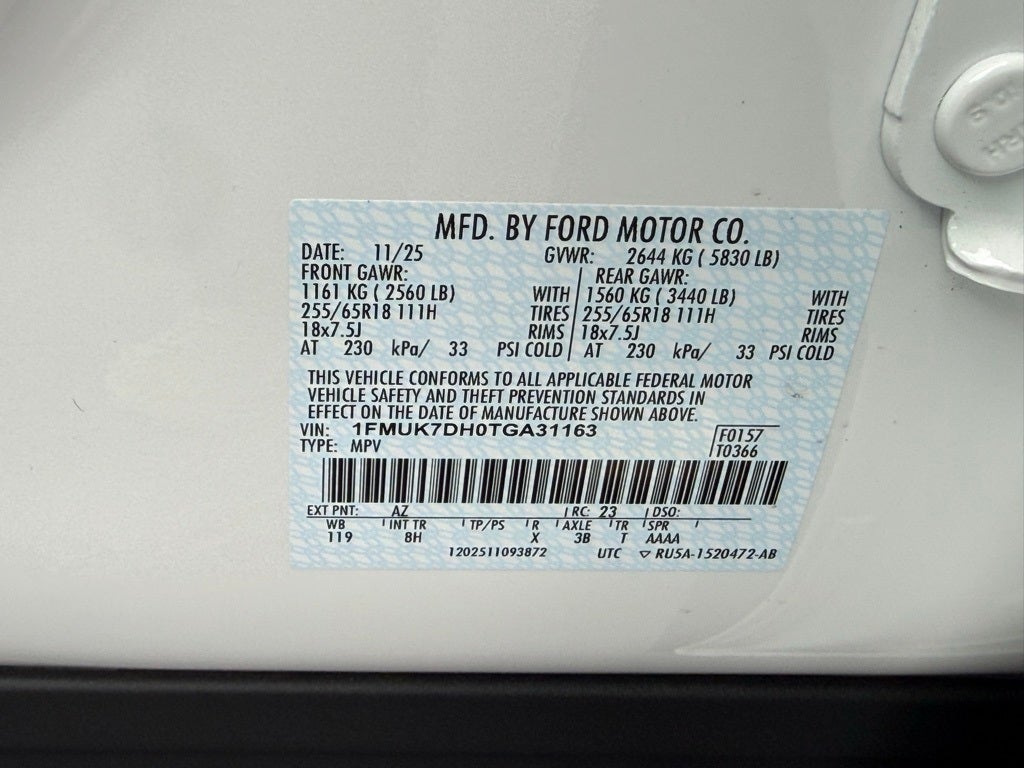 MFD. BY FORD MOTOR CO.
DATE: 11/25 GVWR: 2644 KG ( 5830 LB)
FRONT GAWR: REAR GAWR:
1161 KG ( 2560 LB) WITH 1560 KG ( 3440 LB) WITH
255/65R18 111H TIRES 255/65R18 111H TIRES
18x7.5J RIMS 18x7.5J RIMS
AT 230 kPa/ 33 PSI COLD AT 230 kPa/ 33 PSI COLD
THIS VEHICLE CONFORMS TO ALL APPLICABLE FEDERAL MOTOR
VEHICLE SAFETY AND THEFT PREVENTION STANDARDS IN
EFFECT ON THE DATE OF MANUFACTURE SHOWN ABOVE.
VIN: 1FMUK7DH0TGA31163 F0157
TYPE: MPV T0366
EXT PNT: AZ RC: 23 DSO:
WB INT TR TP/PS R AXLE TR SPR
119 8H X 3B T AAAA
1202511093872 UTC ▽ RU5A-1520472-AB